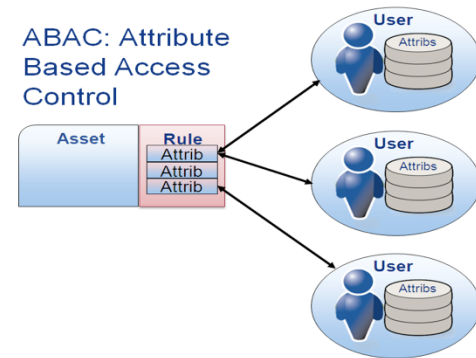 ABAC: Attribute
Based Access
Control
Asset
Rule
Attrib
Attrib
Attrib
User
Attribs
User
Attribs
User
Attribs